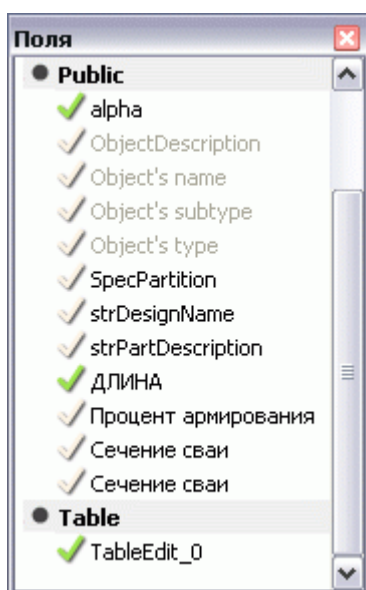 Поля
Public
alpha
ObjectDescription
Object's name
Object's subtype
Object's type
SpecPartition
strDesignName
strPartDescription
ДЛИНА
Процент армирования
Сечение сваи
Сечение сваи
Table
TableEdit_0